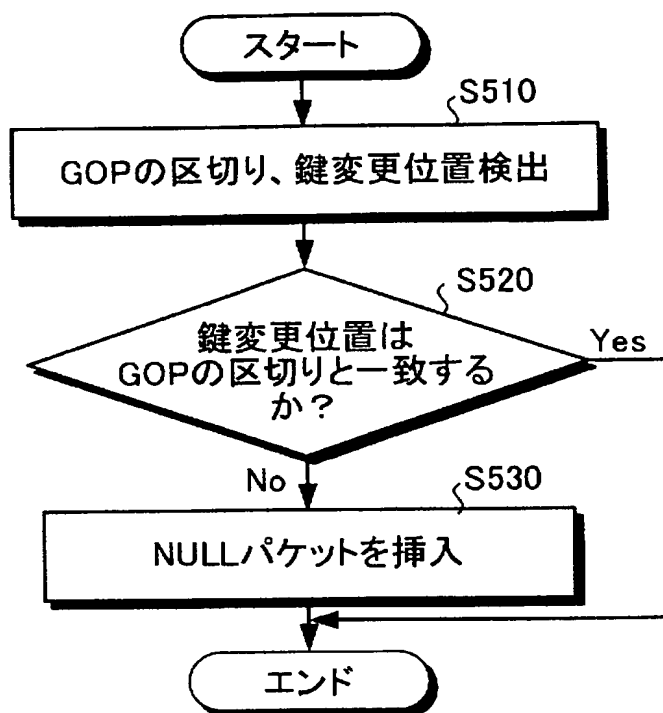 スタート
S510
GOPの区切り、鍵変更位置検出
S520
鍵変更位置は
GOPの区切りと一致する
か？
Yes
No
S530
NULLパケットを挿入
エンド